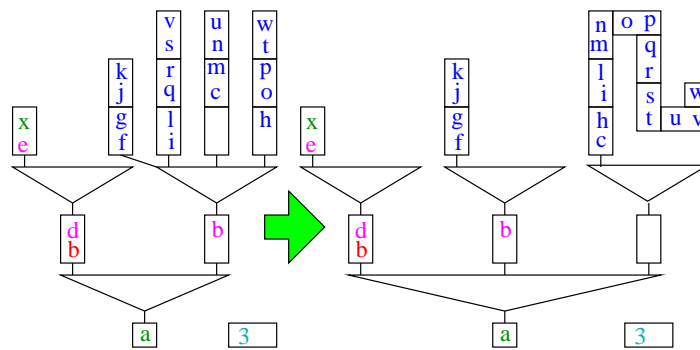 v u w n o p
s n t m q
k r m p k l r
j q c o j i s w
x g l h x g h t u v
e f i e f c
d b d b
b b
a 3 a 3